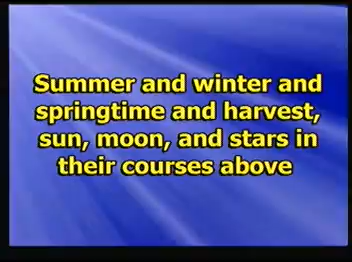 Summer and winter and
springtime and harvest,
sun, moon, and stars in
their courses above